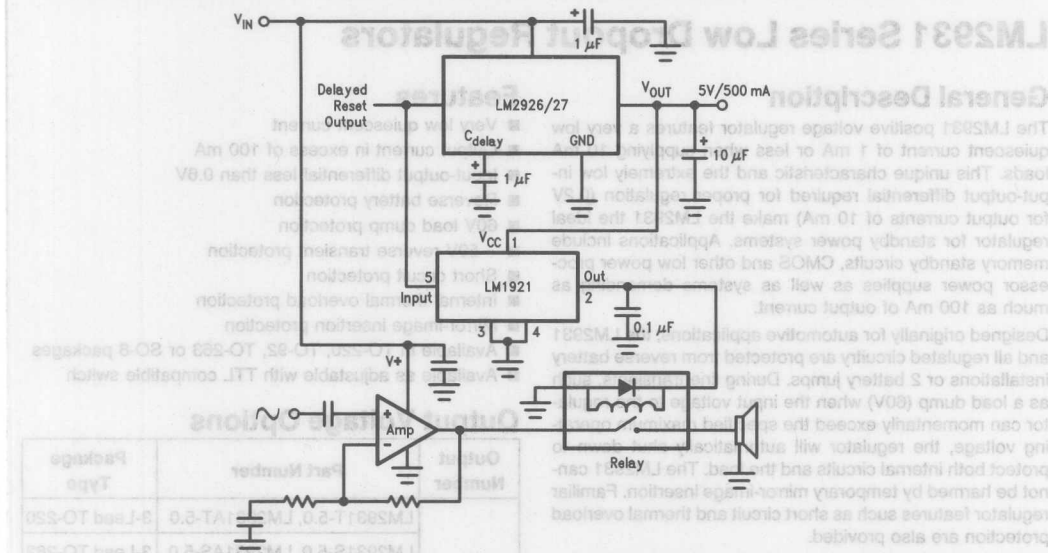 LM2931 Series Low Dropout Regulators
V_IN
1 µF
General Description
Features
Delayed
Reset
Output
LM2926/27
V_OUT
5V/500 mA
C_delay
GND
1 µF
10 µF
The LM2931 positive voltage regulator features a very low
quiescent current of 1 mA or less when supplying 10 mA
loads. This unique characteristic and the extremely low in-
put-output differential required for proper regulation (0.2V
for output currents of 10 mA) make the LM2931 the ideal
regulator for standby power systems. Applications include
memory standby circuits, CMOS and other low power proc-
essor power supplies as well as systems demanding as
much as 100 mA of output current.
Very low quiescent current
Output current in excess of 100 mA
Input-output differential less than 0.6V
Reverse battery protection
60V load dump protection
-50V reverse transient protection
Short circuit protection
Internal thermal overload protection
Mirror-image insertion protection
Available in TO-220, TO-92, TO-263 or SO-8 packages
Available as adjustable with TTL compatible switch
V_CC
1
5
Input
LM1921
Out
2
3
4
0.1 µF
V+
Amp
+
−
Relay
Designed originally for automotive applications, the LM2931
and all regulated circuitry are protected from reverse battery
installations or 2 battery jumps. During line transients, such
as a load dump (60V) when the input voltage to the regula-
tor can momentarily exceed the specified maximum operat-
ing voltage, the regulator will automatically shut down to
protect both internal circuits and the load. The LM2931 can-
not be harmed by temporary mirror-image insertion. Familiar
regulator features such as short circuit and thermal overload
protection are also provided.
Output Voltage Options
Output
Number
Part Number
Package
Type
LM2931T-5.0, LM2931AT-5.0
3-Lead TO-220
LM2931S-5.0, LM2931AS-5.0
3-Lead TO-263